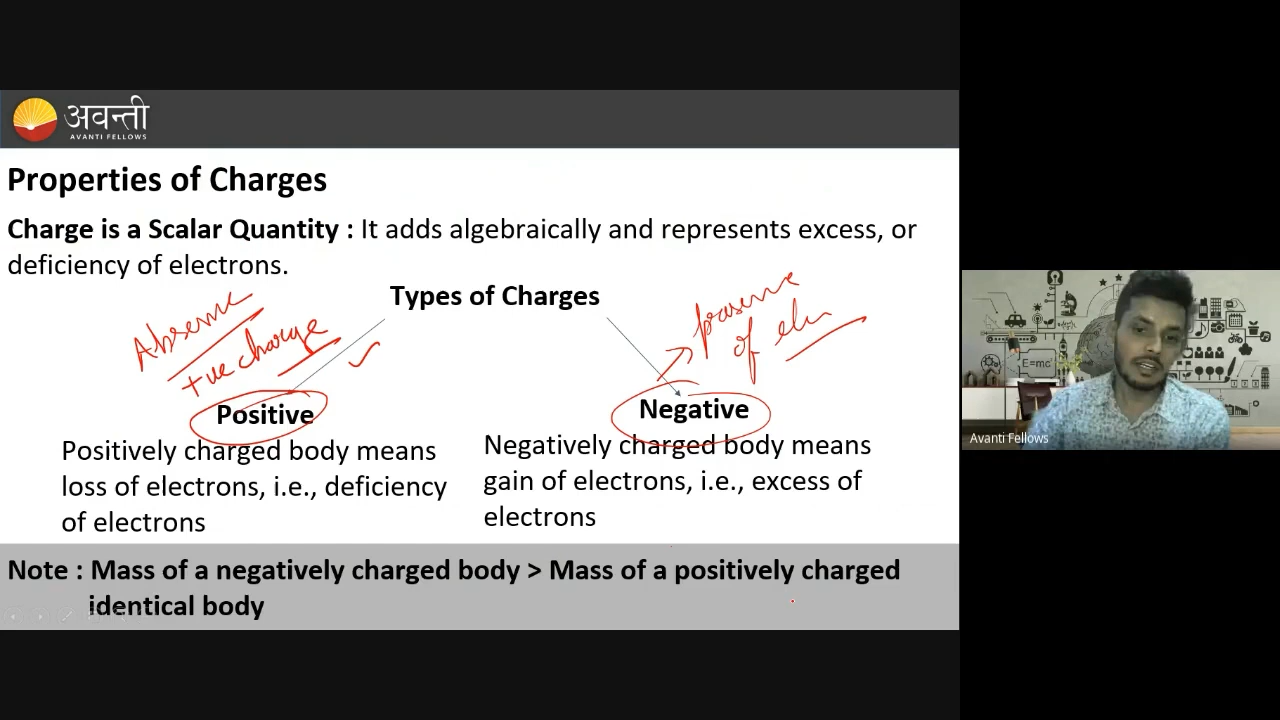 अवन्ती
AVANTI FELLOWS
Properties of Charges
Charge is a Scalar Quantity : It adds algebraically and represents excess, or
deficiency of electrons.
Types of Charges
Absence
+ve charge
presence
of elec
Positive
Negative
Positively charged body means
loss of electrons, i.e., deficiency
of electrons
Negatively charged body means
gain of electrons, i.e., excess of
electrons
Note : Mass of a negatively charged body > Mass of a positively charged
identical body
E=mc²
Avanti Fellows